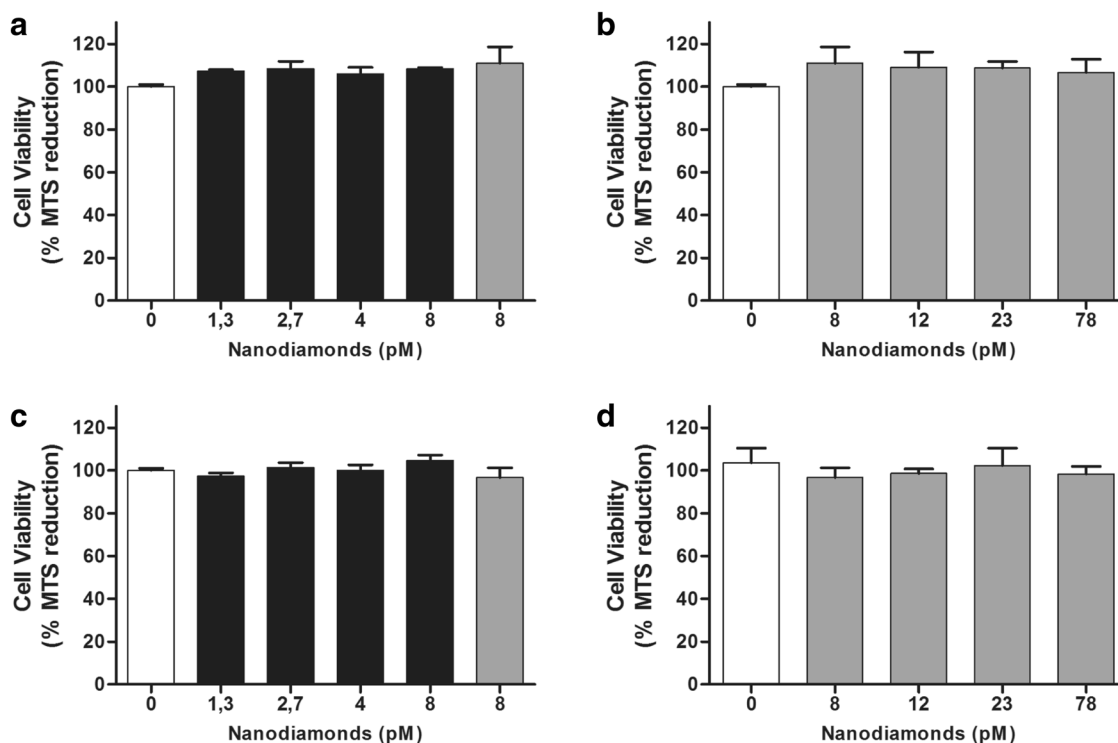 a
Cell Viability
(% MTS reduction)
120
100
80
60
40
20
0
0 1,3 2,7 4 8 8
Nanodiamonds (pM)
b
Cell Viability
(% MTS reduction)
120
100
80
60
40
20
0
0 8 12 23 78
Nanodiamonds (pM)
c
Cell Viability
(% MTS reduction)
120
100
80
60
40
20
0
0 1,3 2,7 4 8 8
Nanodiamonds (pM)
d
Cell Viability
(% MTS reduction)
120
100
80
60
40
20
0
0 8 12 23 78
Nanodiamonds (pM)